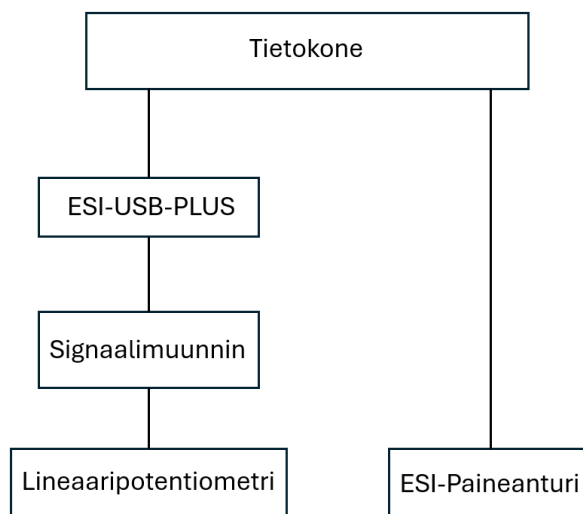 Tietokone
ESI-USB-PLUS
Signaalimuunnin
Lineaaripotentiometri
ESI-Paineanturi